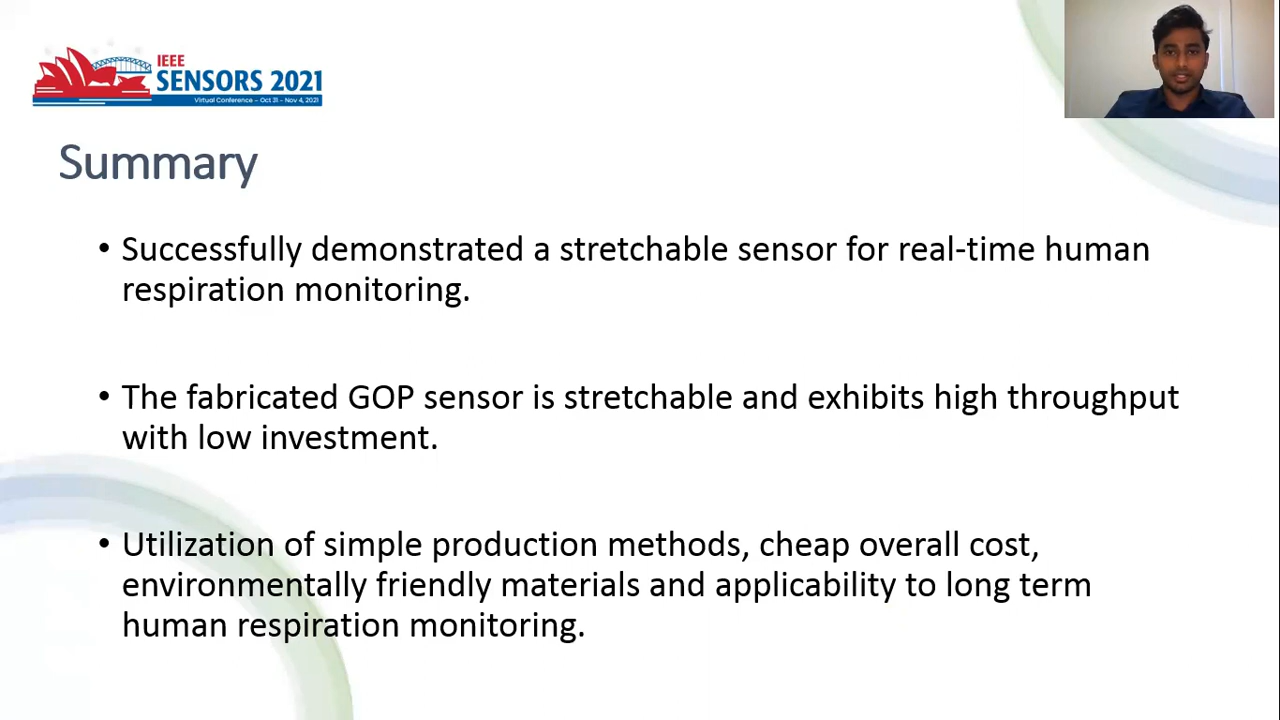 IEEE
SENSORS 2021
Virtual Conference – Oct 31 - Nov 4, 2021
Summary
• Successfully demonstrated a stretchable sensor for real-time human
respiration monitoring.
• The fabricated GOP sensor is stretchable and exhibits high throughput
with low investment.
• Utilization of simple production methods, cheap overall cost,
environmentally friendly materials and applicability to long term
human respiration monitoring.